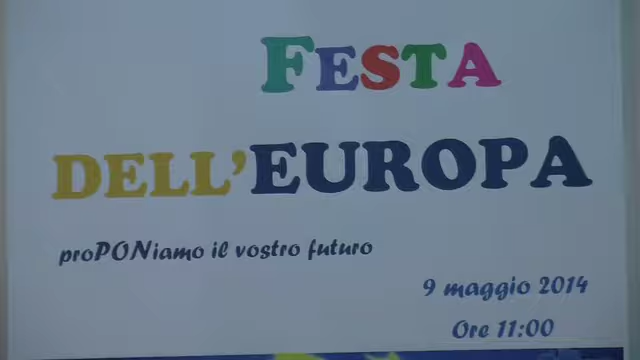 FESTA
DELL'EUROPA
proPONiamo il vostro futuro
9 maggio 2014
Ore 11:00